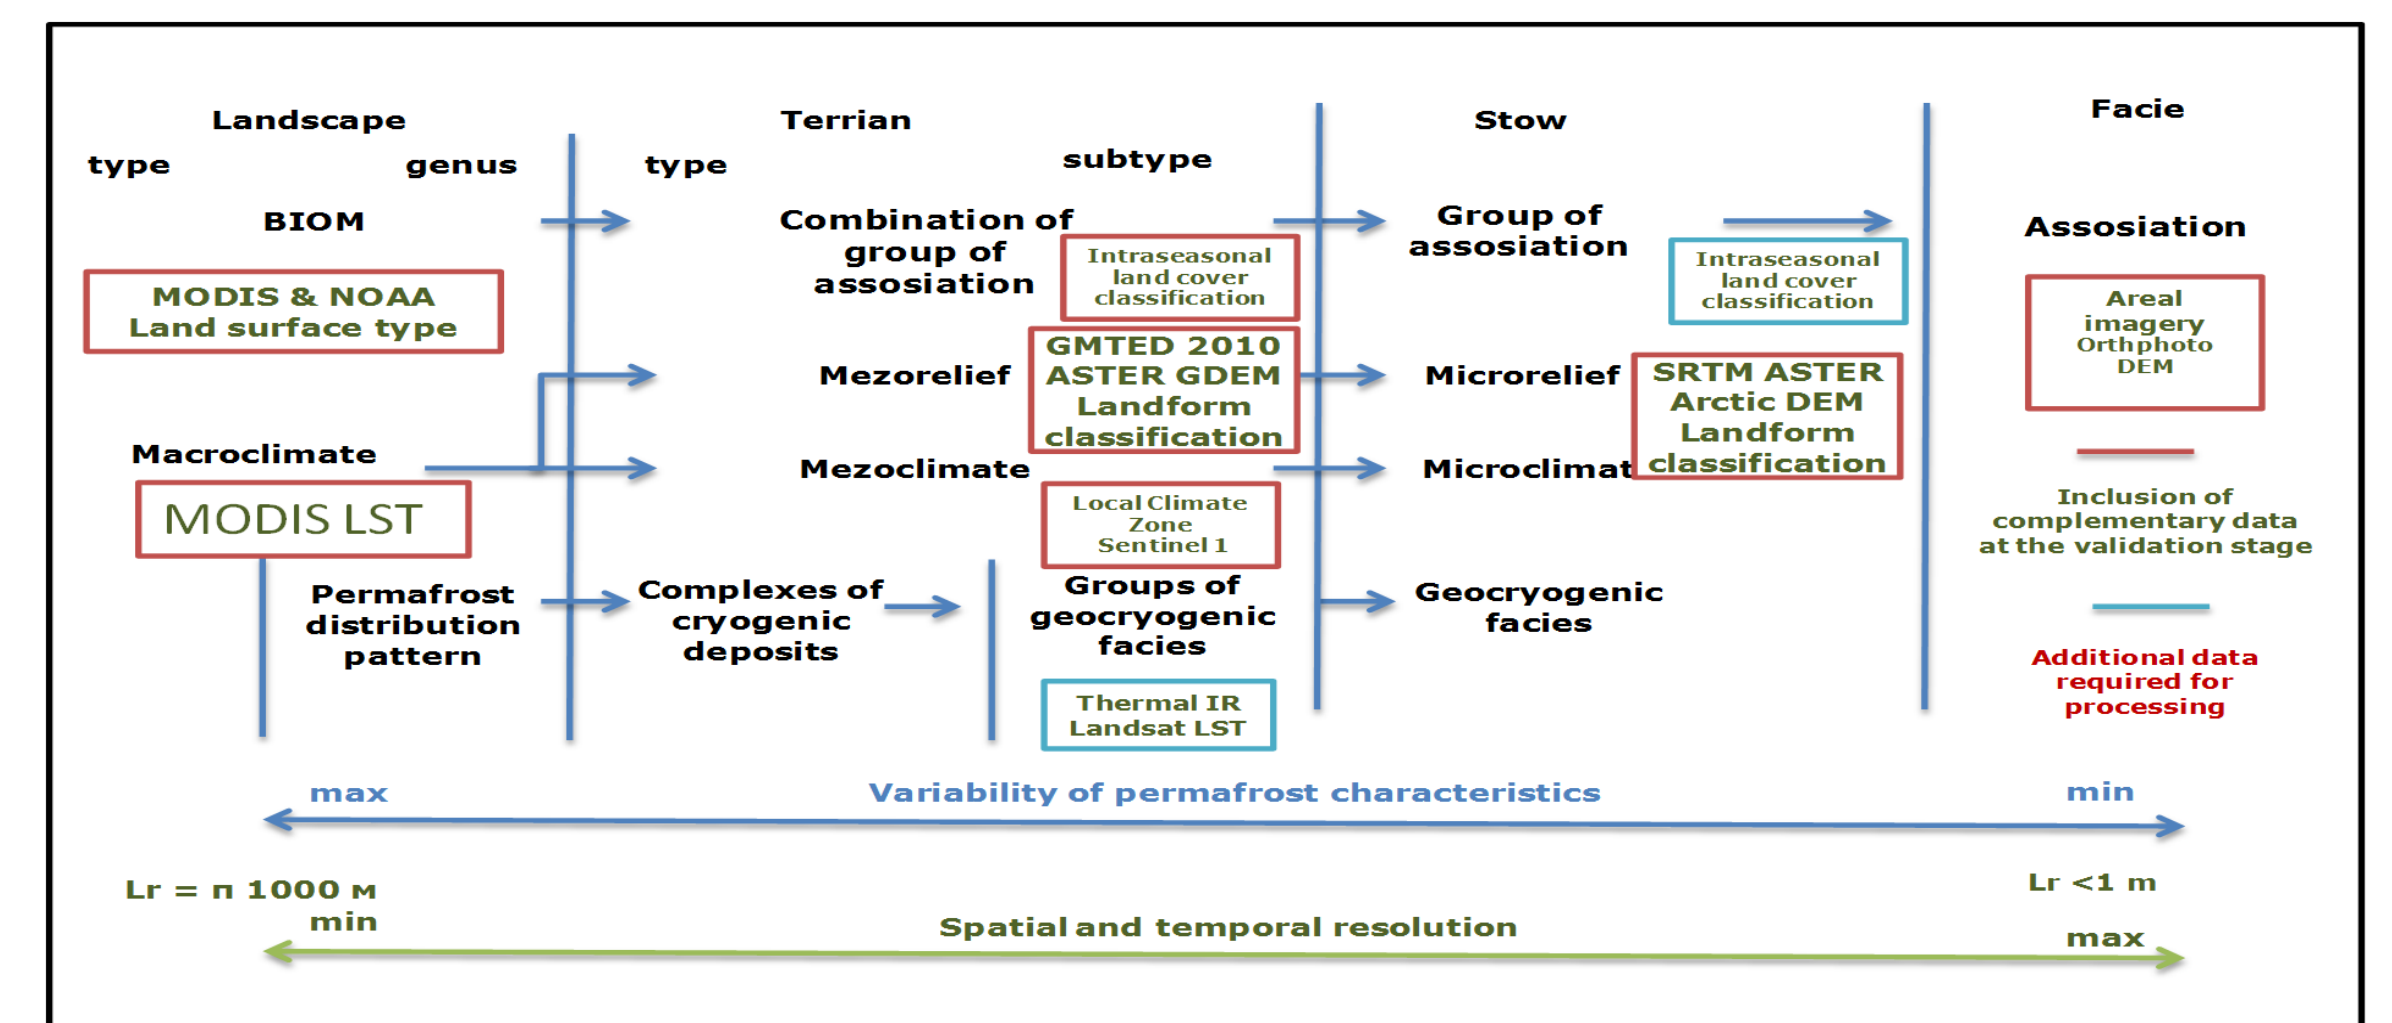 Landscape
type
genus
BIOM
MODIS & NOAA
Land surface type
Macroclimate
MODIS LST
Permafrost
distribution
pattern
Terrian
type
subtype
Combination of
group of
assosiation
Intraseasonal
land cover
classification
Mezorelief
GMTED 2010
ASTER GDEM
Landform
classification
Mezoclimate
Local Climate
Zone
Sentinel 1
Complexes of
cryogenic
deposits
Groups of
geocryogenic
facies
Thermal IR
Landsat LST
Stow
Group of
assosiation
Intraseasonal
land cover
classification
Microrelief
SRTM ASTER
Arctic DEM
Landform
classification
Microclimat
Geocryogenic
facies
Facie
Assosiation
Areal
imagery
Orthphoto
DEM
Inclusion of
complementary data
at the validation stage
Additional data
required for
processing
max
Variability of permafrost characteristics
min
Lr = п 1000 м
min
Spatial and temporal resolution
Lr <1 m
max